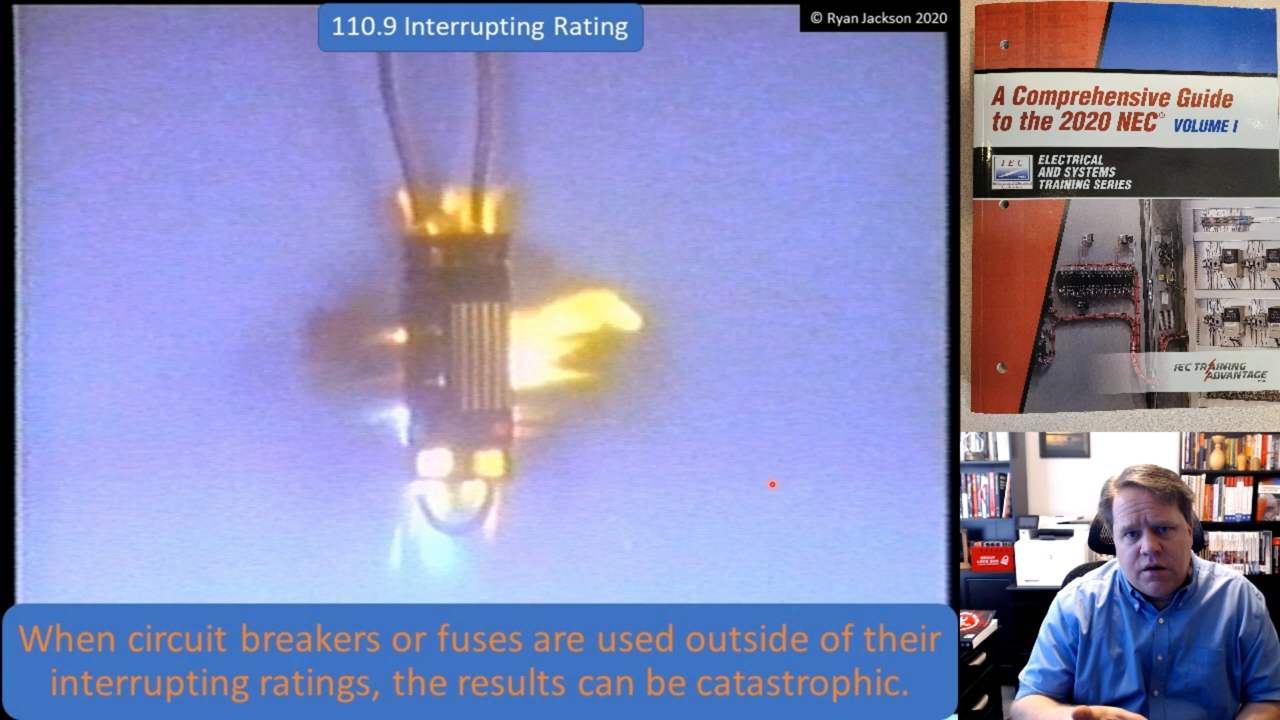 110.9 Interrupting Rating
© Ryan Jackson 2020
When circuit breakers or fuses are used outside of their
interrupting ratings, the results can be catastrophic.
A Comprehensive Guide
to the 2020 NEC® VOLUME I
IEC
ELECTRICAL
AND SYSTEMS
TRAINING SERIES
IEC TRAINING
ADVANTAGE